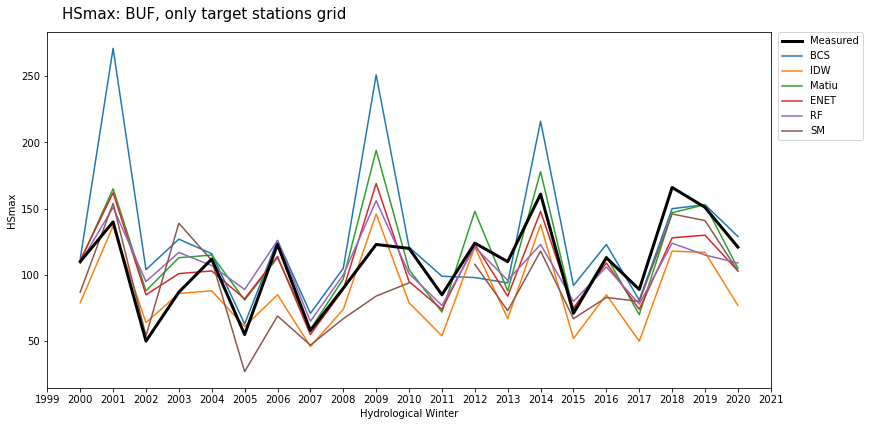 HSmax: BUF, only target stations grid
Measured
BCS
IDW
Matiu
ENET
RF
SM
HSmax
250
200
150
100
50
1999 2000 2001 2002 2003 2004 2005 2006 2007 2008 2009 2010 2011 2012 2013 2014 2015 2016 2017 2018 2019 2020 2021
Hydrological Winter